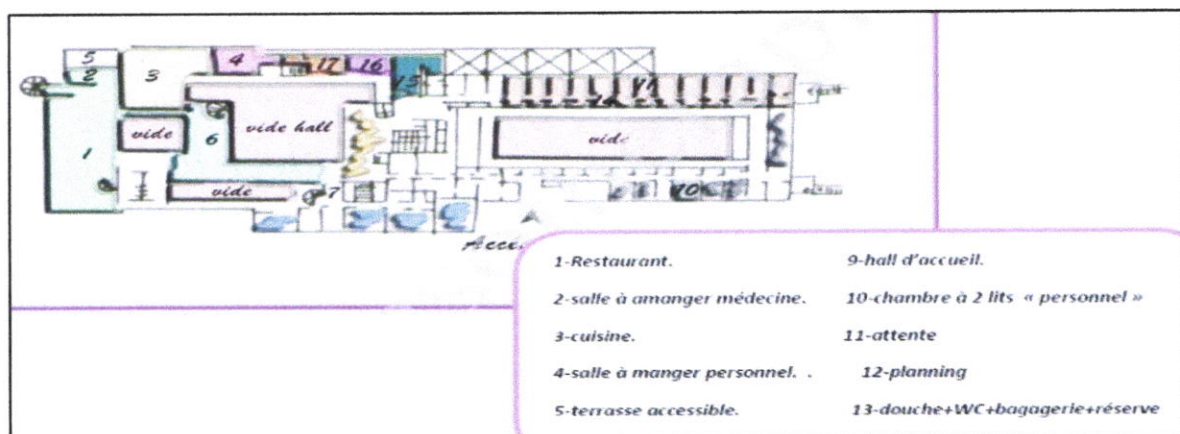 5
2
3
4
17
16
15
11
vide
6
vide hall
vide
1
vide
7
10
1-Restaurant.
2-salle à amanger médecine.
3-cuisine.
4-salle à manger personnel. .
5-terrasse accessible.
9-hall d'accueil.
10-chambre à 2 lits « personnel »
11-attente
12-planning
13-douche+WC+bagagerie+réserve